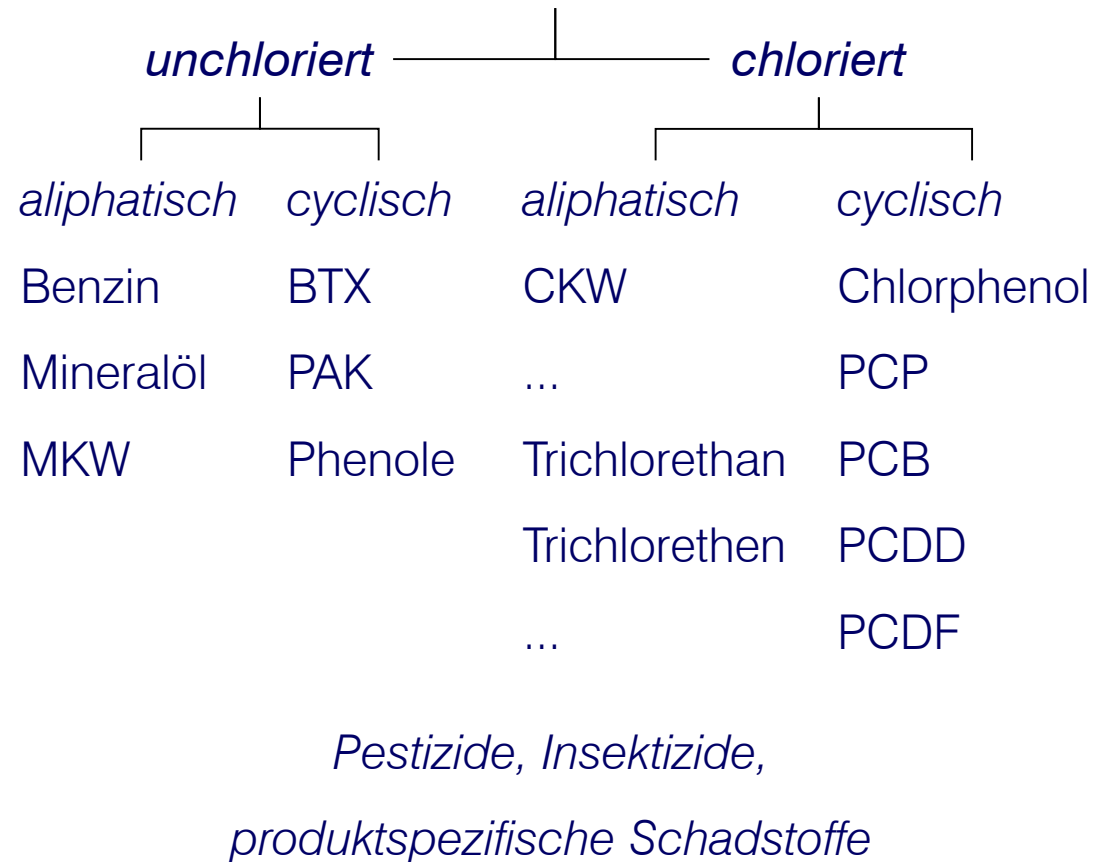 unchloriert chloriert
aliphatisch cyclisch aliphatisch cyclisch
Benzin BTX CKW Chlorphenol
Mineralöl PAK ... PCP
MKW Phenole Trichlorethan PCB
Trichlorethen PCDD
... PCDF
Pestizide, Insektizide,
produktspezifische Schadstoffe